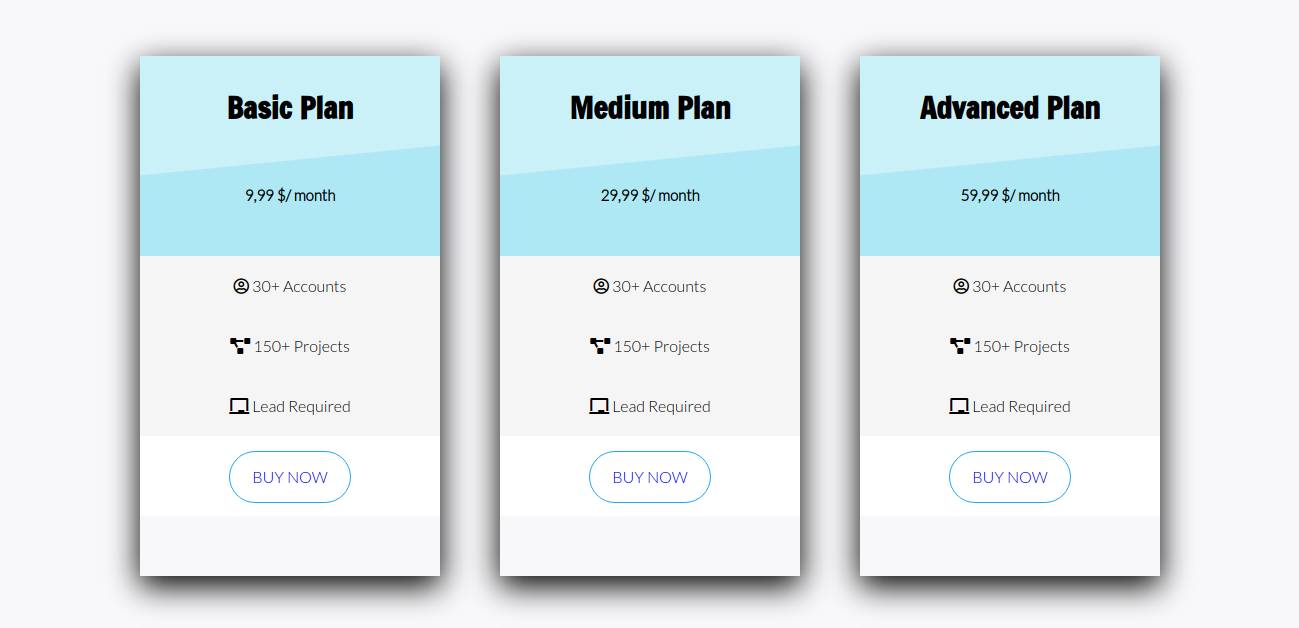 Basic Plan
9,99 $/ month
30+ Accounts
150+ Projects
Lead Required
BUY NOW
Medium Plan
29,99 $/ month
30+ Accounts
150+ Projects
Lead Required
BUY NOW
Advanced Plan
59,99 $/ month
30+ Accounts
150+ Projects
Lead Required
BUY NOW